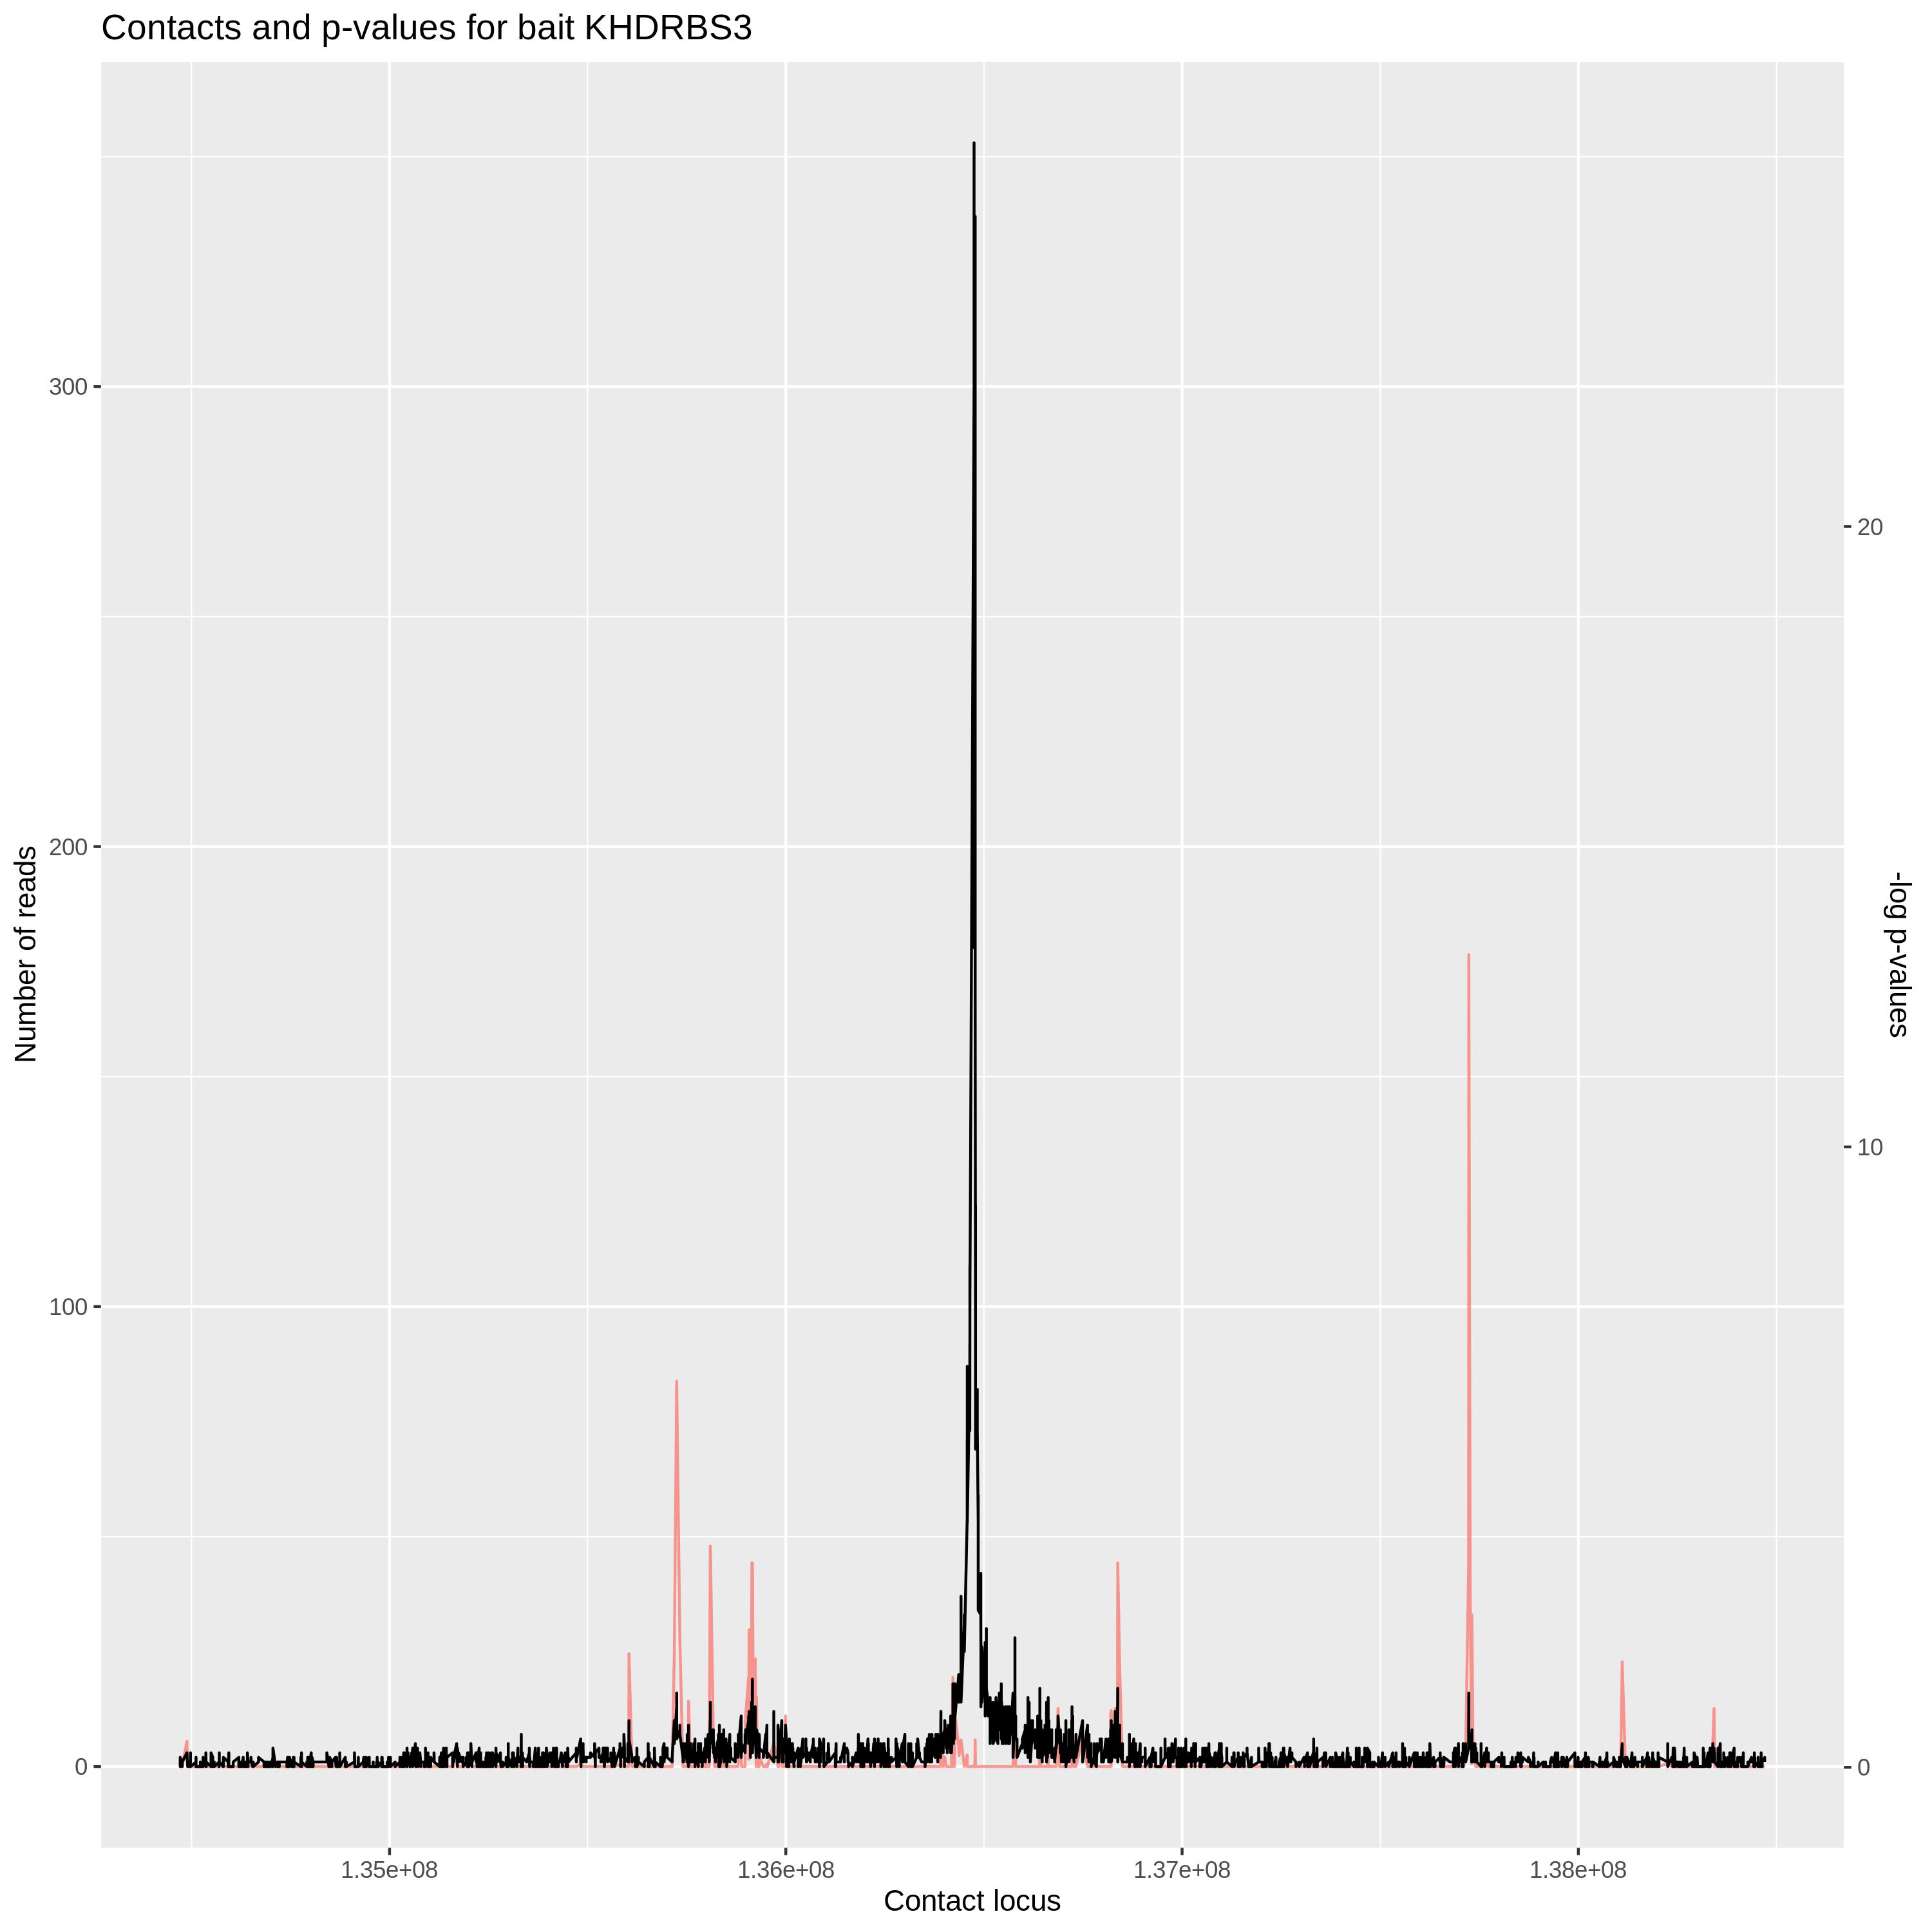 Contacts and p-values for bait KHDRBS3
300
200
100
0
Number of reads
20
10
0
-log p-values
1.35e+08
1.36e+08
1.37e+08
1.38e+08
Contact locus